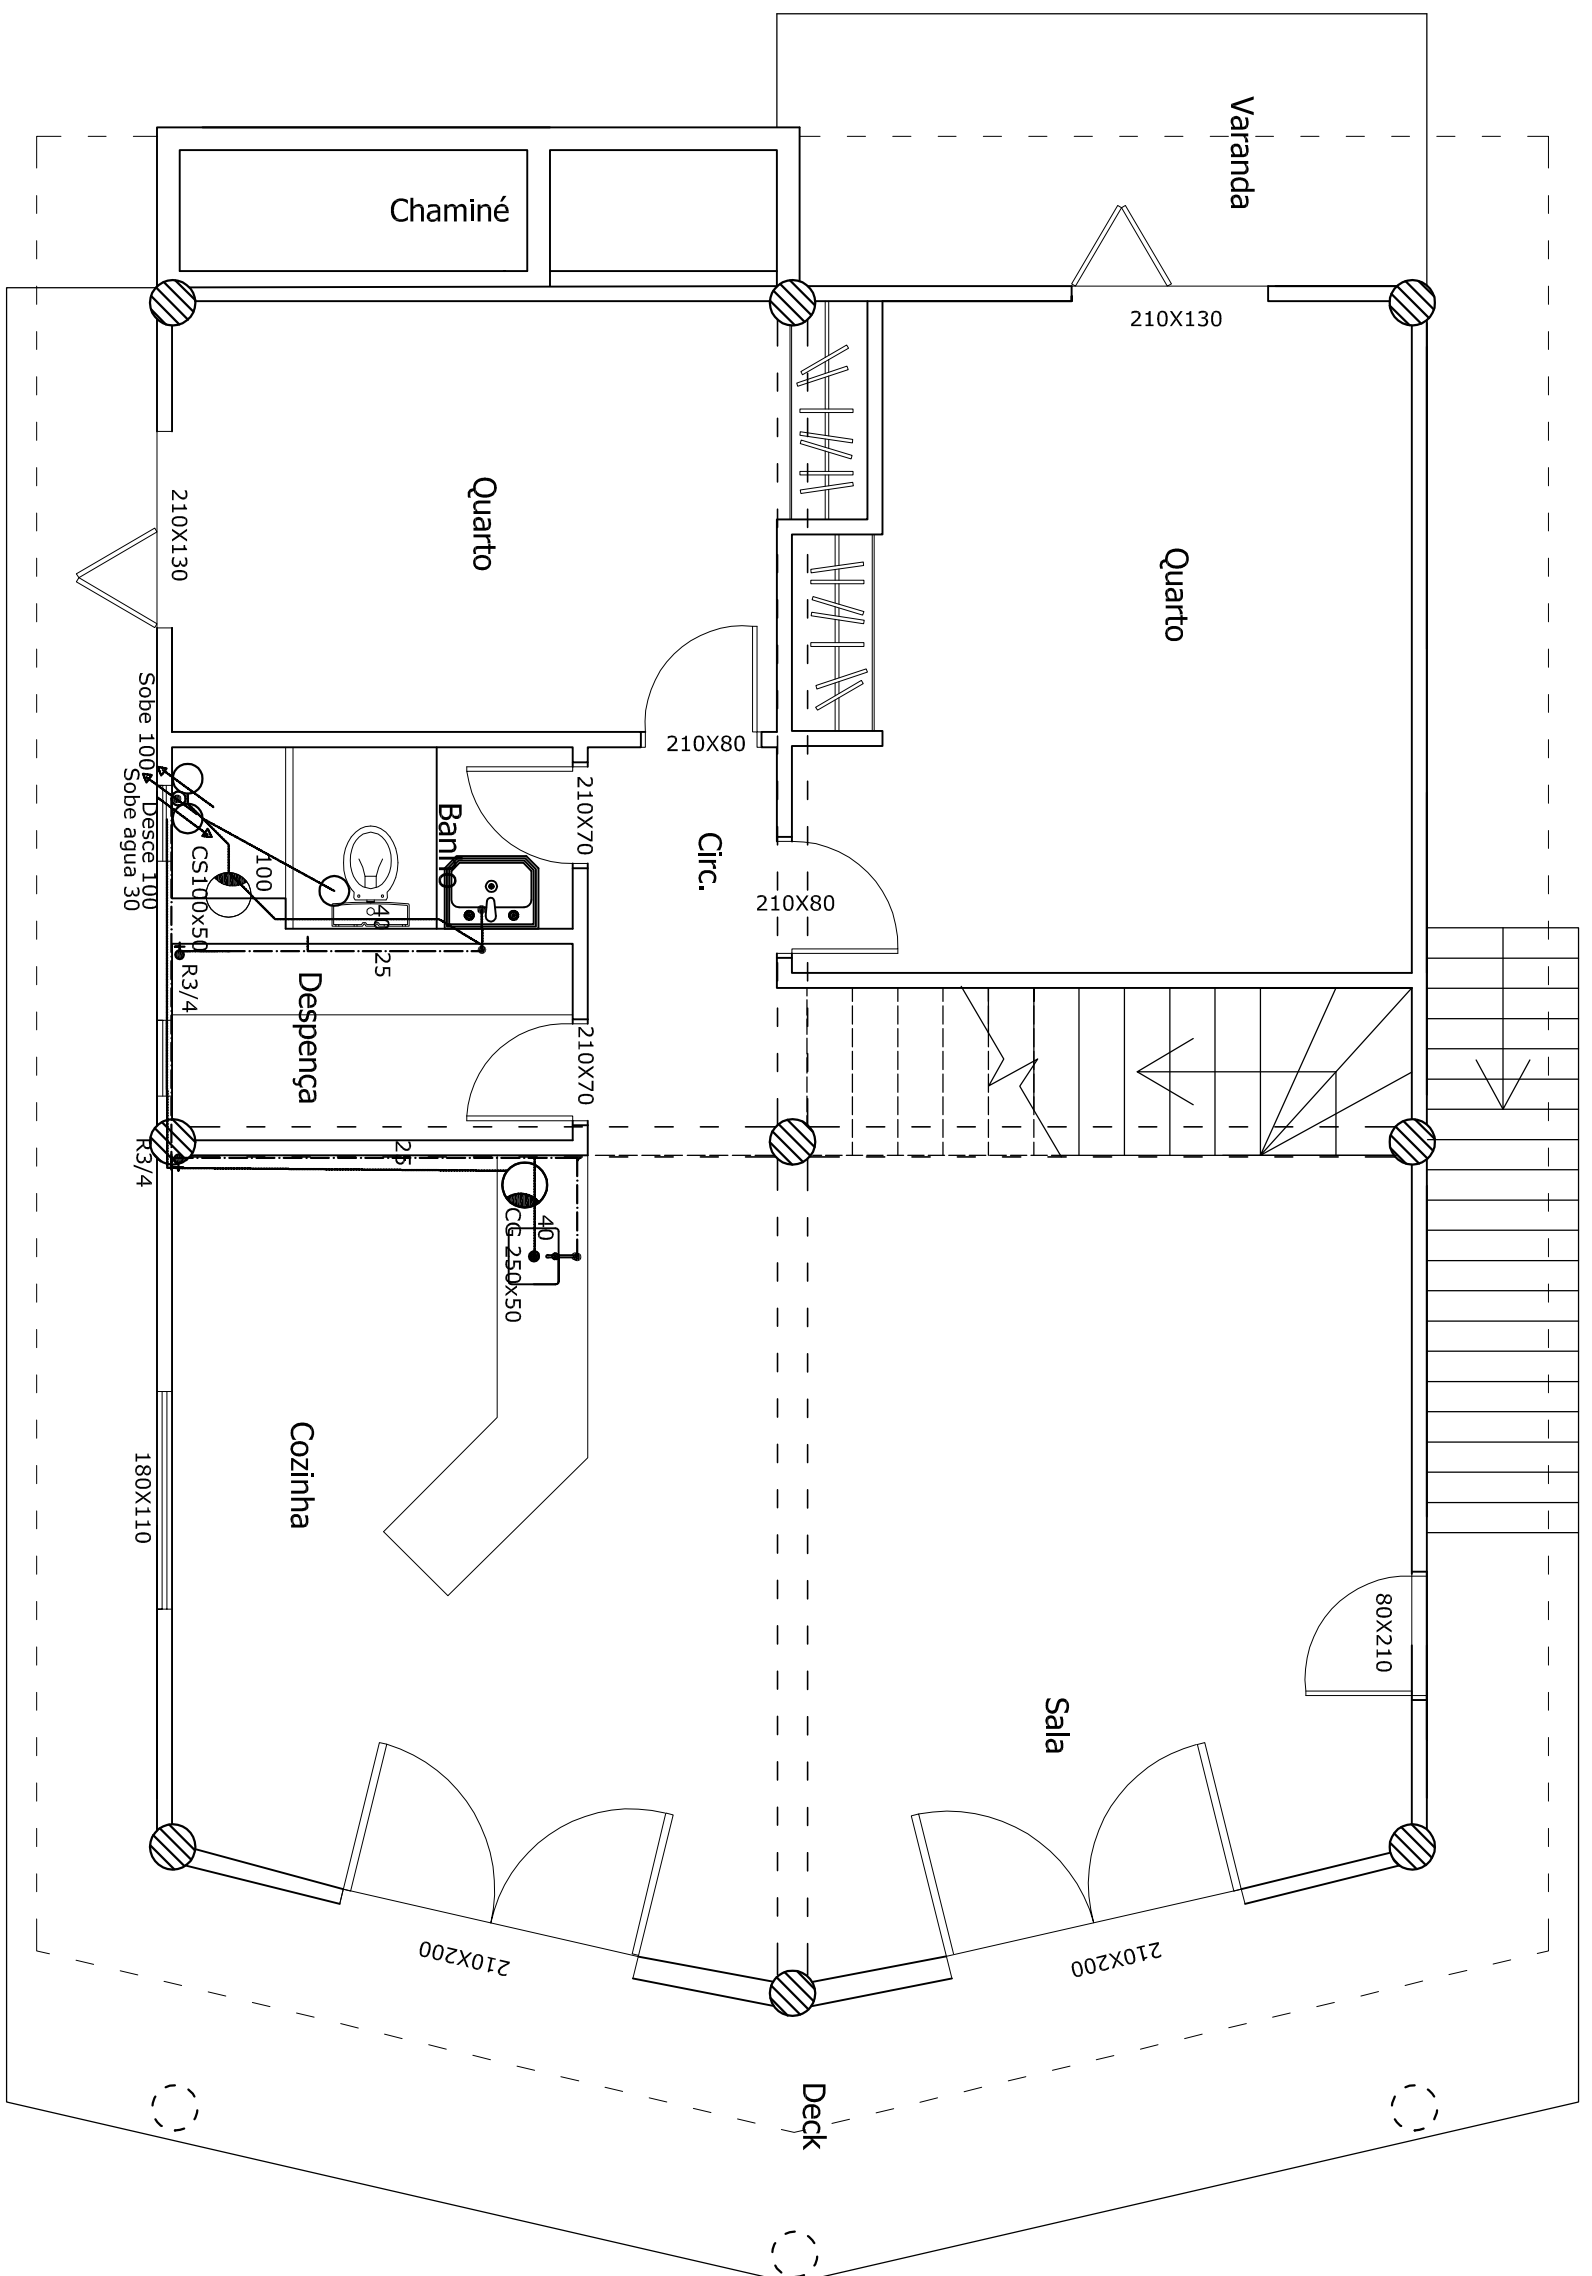 Varanda
Chaminé
210X130
Quarto
210X130
Quarto
210X80
210X70
Sobe 100
Desce 100
Sobe agua 30
Banho
Circ.
CS100x50
100
40
210X80
25
R3/4
Despença
210X70
R3/4
25
40
CG 250x50
Cozinha
180X110
80X210
Sala
210X200
210X200
Deck